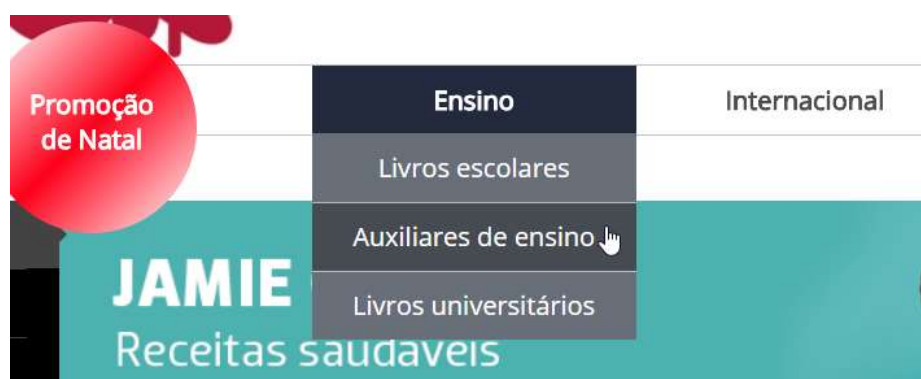 Promoção
de Natal
Ensino
Internacional
Livros escolares
Auxiliares de ensino
Livros universitários
JAMIE
Receitas saudáveis